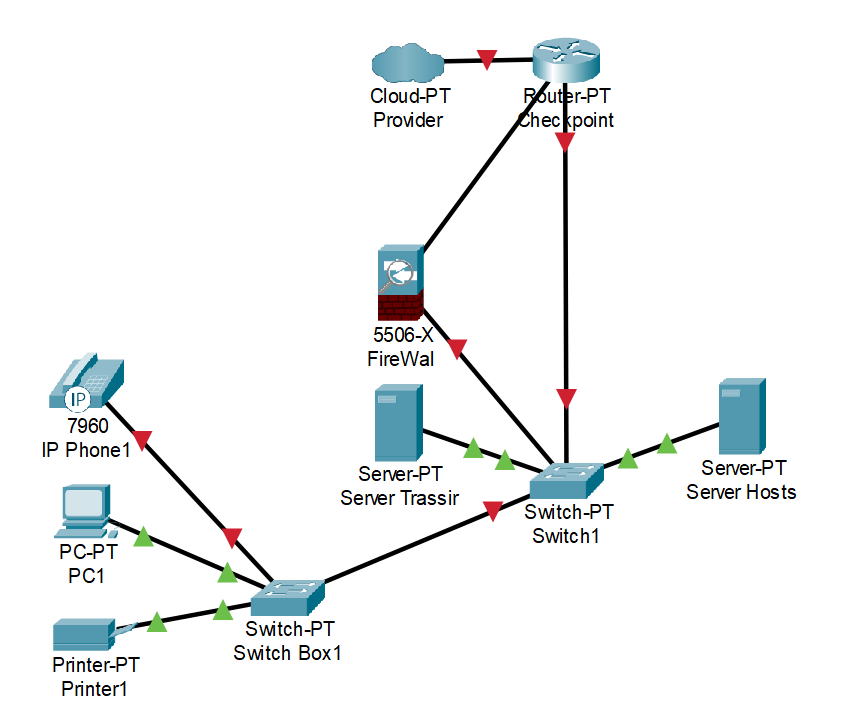 Cloud-PT
Provider
Router-PT
Checkpoint
5506-X
FireWal
IP
7960
IP Phone1
Server-PT
Server Trassir
Server-PT
Server Hosts
Switch-PT
Switch1
PC-PT
PC1
Switch-PT
Switch Box1
Printer-PT
Printer1